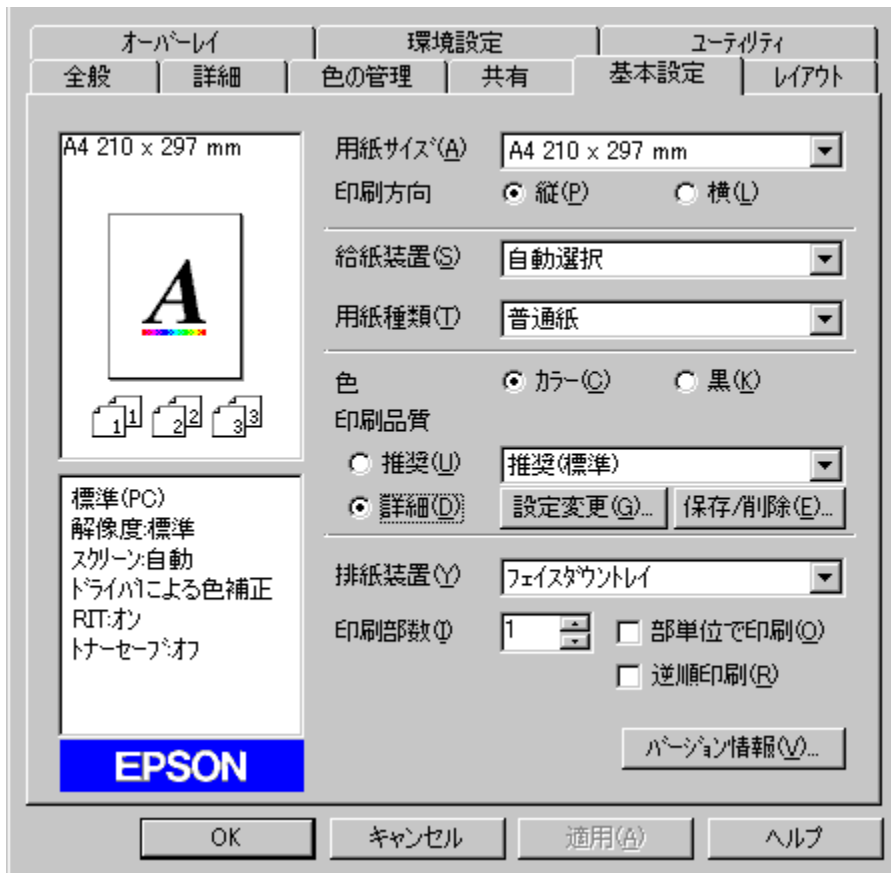 オーバーレイ 環境設定 ユーティリティ
全般 詳細 色の管理 共有 基本設定 レイアウト
A4 210 x 297 mm
A
1 1 2 2 3 3
標準(PC)
解像度:標準
スクリーン:自動
ドライバによる色補正
RIT:オン
トナーセーブ:オフ
EPSON
用紙サイズ(A) A4 210 x 297 mm
印刷方向 縦(P) 横(L)
給紙装置(S) 自動選択
用紙種類(T) 普通紙
色 カラー(C) 黒(K)
印刷品質
推奨(U) 推奨(標準)
詳細(D) 設定変更(G)... 保存/削除(E)...
排紙装置(Y) フェイスダウントレイ
印刷部数(I) 1 部単位で印刷(O)
逆順印刷(R)
バージョン情報(V)...
OK キャンセル 適用(A) ヘルプ